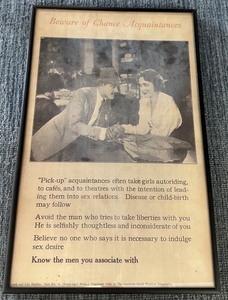 Beware of Chance Acquaintances
"Pick-up" acquaintances often take girls autoriding,
to cafés, and to theatres with the intention of lead-
ing them into sex relations. Disease or child-birth
may follow
Avoid the man who tries to take liberties with you
He is selfishly thoughtless and inconsiderate of you
Believe no one who says it is necessary to indulge
sex desire
Know the men you associate with